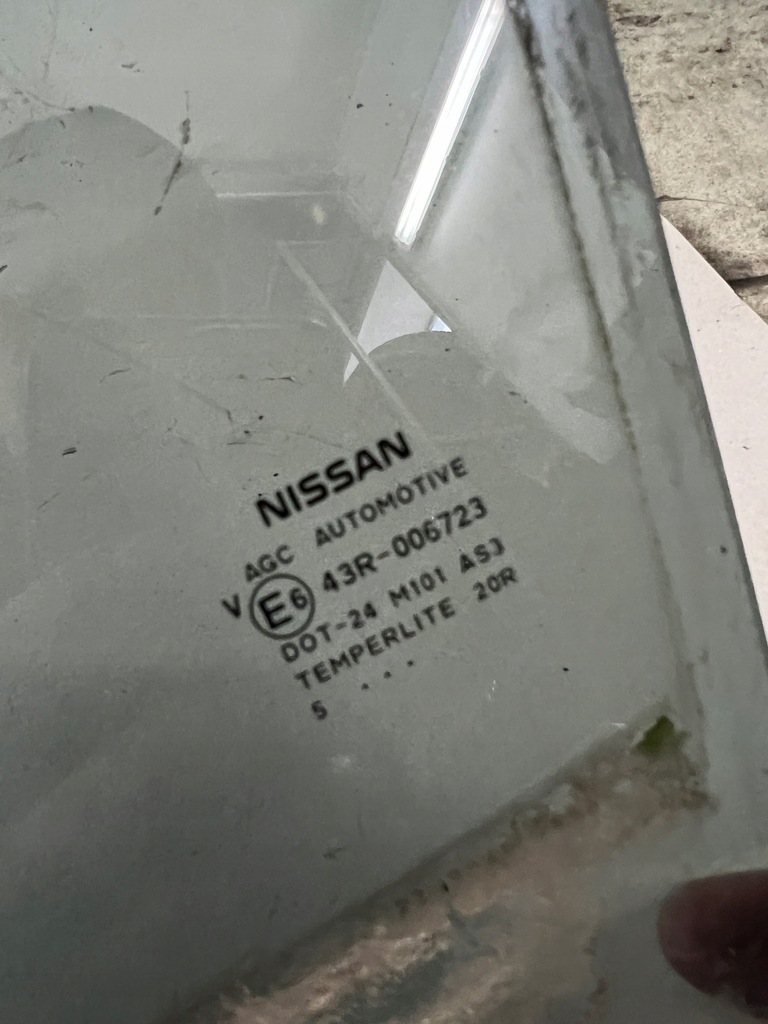 NISSAN
AGC AUTOMOTIVE
V E6 43R-006723
DOT-24 M101 AS3
TEMPERLITE 20R
5 . . .